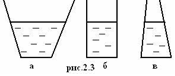 а б в
рис.2.3